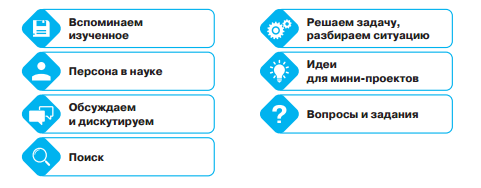 Вспоминаем
изученное
Персона в науке
Обсуждаем
и дискутируем
Поиск
Решаем задачу,
разбираем ситуацию
Идеи
для мини-проектов
?
Вопросы и задания